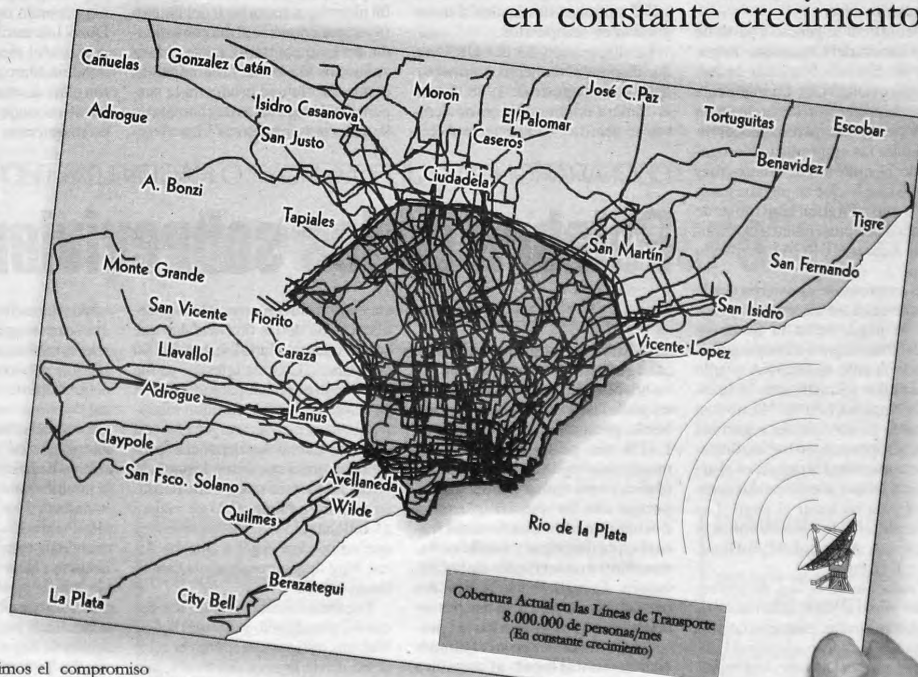 en constante crecimento
Cañuelas
Gonzalez Catán
Adrogue
Isidro Casanova
San Justo
Moron
El Palomar
Caseros
José C. Paz
Tortuguitas
Escobar
A. Bonzi
Ciudadela
Benavidez
Tapiales
Tigre
San Martín
San Fernando
Monte Grande
San Vicente
Fiorito
San Isidro
Llavallol
Caraza
Vicente Lopez
Adrogue
Lanus
Claypole
San Fsco. Solano
Avellaneda
Quilmes
Wilde
Rio de la Plata
La Plata
City Bell
Berazategui
Cobertura Actual en las Líneas de Transporte
8.000.000 de personas/mes
(En constante crecimiento)
imos el compromiso